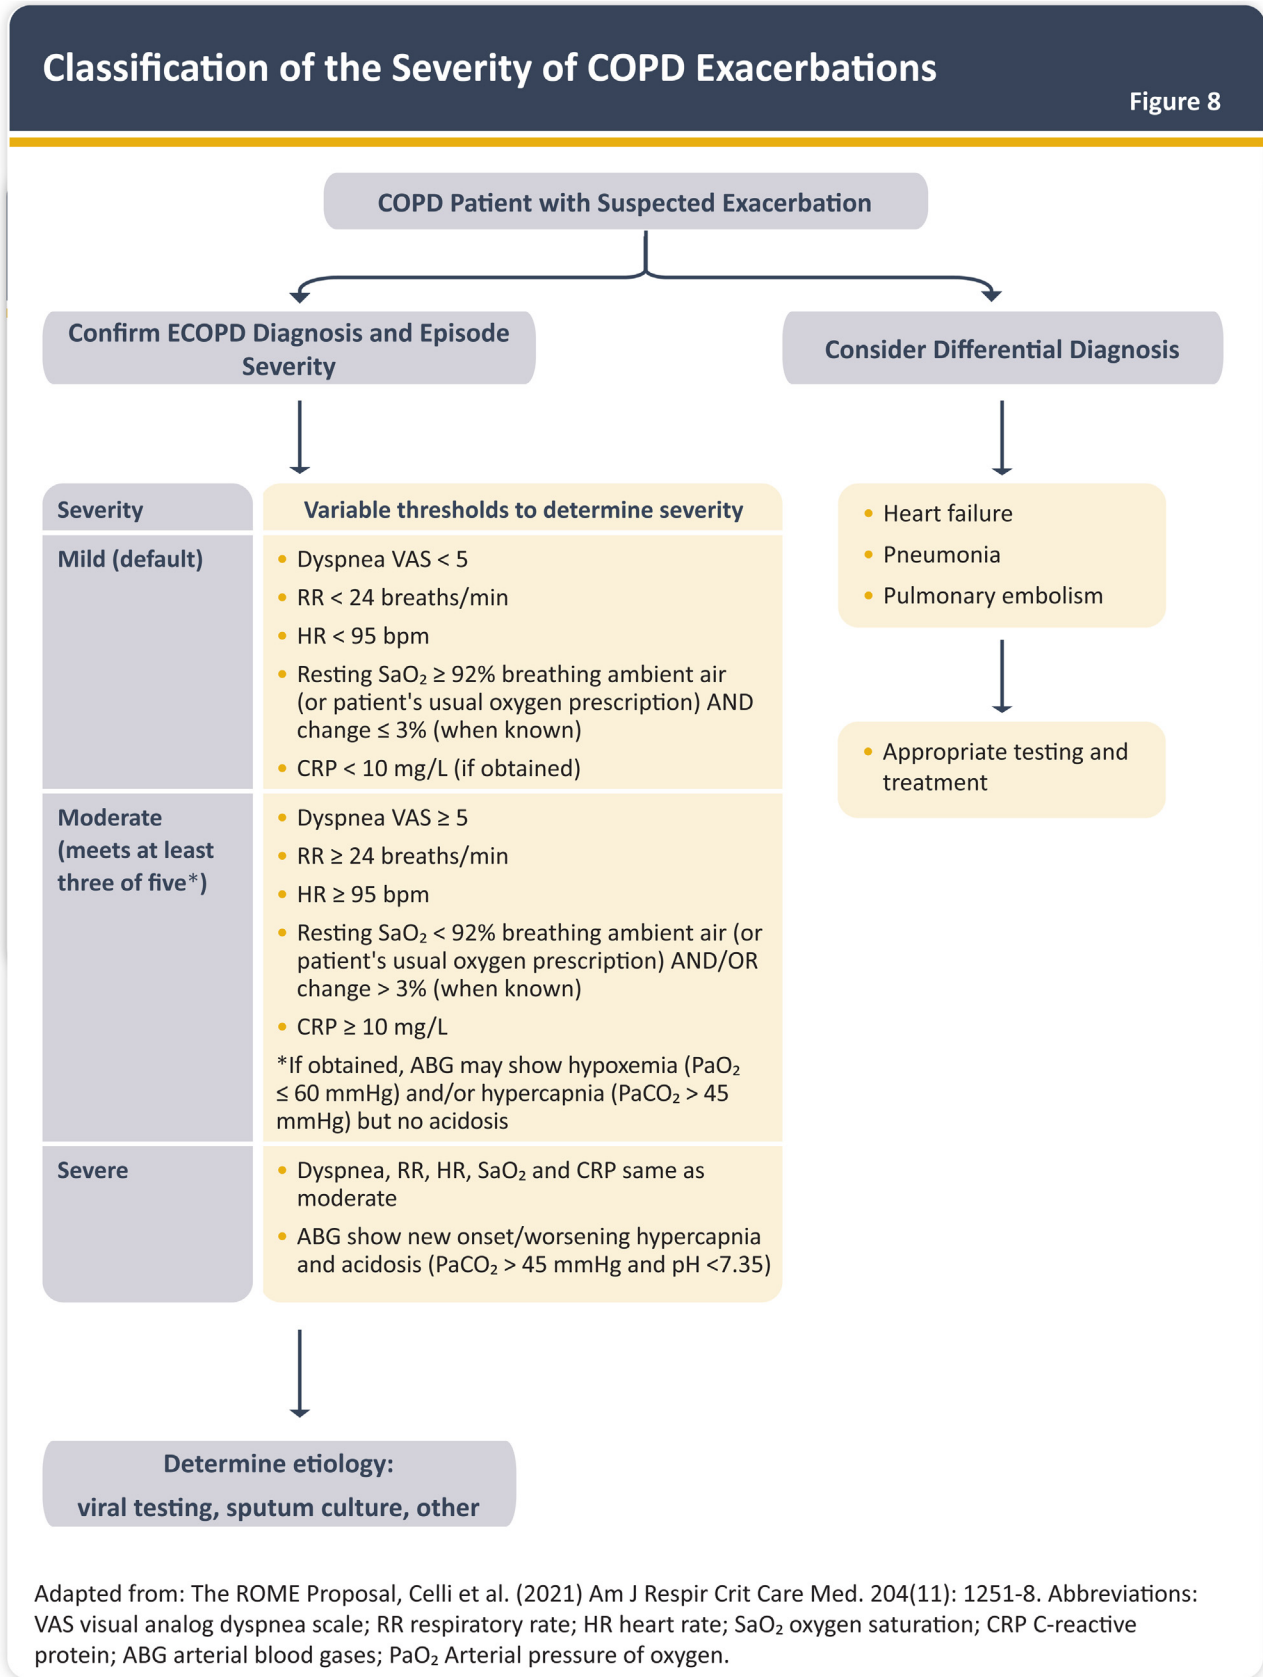 Classification of the Severity of COPD Exacerbations
Figure 8
COPD Patient with Suspected Exacerbation
Confirm ECOPD Diagnosis and Episode
Severity
Consider Differential Diagnosis
Severity
Variable thresholds to determine severity
Mild (default)
• Dyspnea VAS < 5
• RR < 24 breaths/min
• HR < 95 bpm
• Resting SaO₂ ≥ 92% breathing ambient air
(or patient's usual oxygen prescription) AND
change ≤ 3% (when known)
• CRP < 10 mg/L (if obtained)
Moderate
(meets at least
three of five*)
• Dyspnea VAS ≥ 5
• RR ≥ 24 breaths/min
• HR ≥ 95 bpm
• Resting SaO₂ < 92% breathing ambient air (or
patient's usual oxygen prescription) AND/OR
change > 3% (when known)
• CRP ≥ 10 mg/L
*If obtained, ABG may show hypoxemia (PaO₂
≤ 60 mmHg) and/or hypercapnia (PaCO₂ > 45
mmHg) but no acidosis
Severe
• Dyspnea, RR, HR, SaO₂ and CRP same as
moderate
• ABG show new onset/worsening hypercapnia
and acidosis (PaCO₂ > 45 mmHg and pH <7.35)
• Heart failure
• Pneumonia
• Pulmonary embolism
• Appropriate testing and
treatment
Determine etiology:
viral testing, sputum culture, other
Adapted from: The ROME Proposal, Celli et al. (2021) Am J Respir Crit Care Med. 204(11): 1251-8. Abbreviations:
VAS visual analog dyspnea scale; RR respiratory rate; HR heart rate; SaO₂ oxygen saturation; CRP C-reactive
protein; ABG arterial blood gases; PaO₂ Arterial pressure of oxygen.